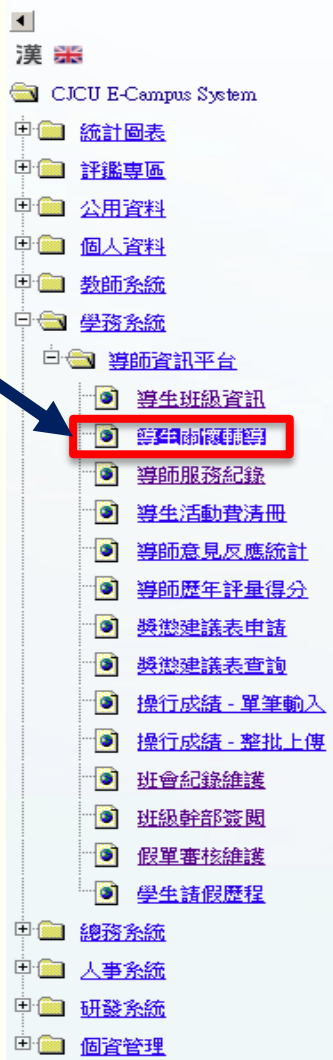 漢
CJCU E-Campus System
統計圖表
評鑑專區
公用資料
個人資料
教師系統
學務系統
導師資訊平台
導生班級資訊
導生關懷輔導
導師服務紀錄
導生活動費清冊
導師意見反應統計
導師歷年評量得分
獎懲建議表申請
獎懲建議表查詢
操行成績 - 單筆輸入
操行成績 - 整批上傳
班會紀錄維護
班級幹部簽閱
假單審核維護
學生請假歷程
總務系統
人事系統
研發系統
個資管理